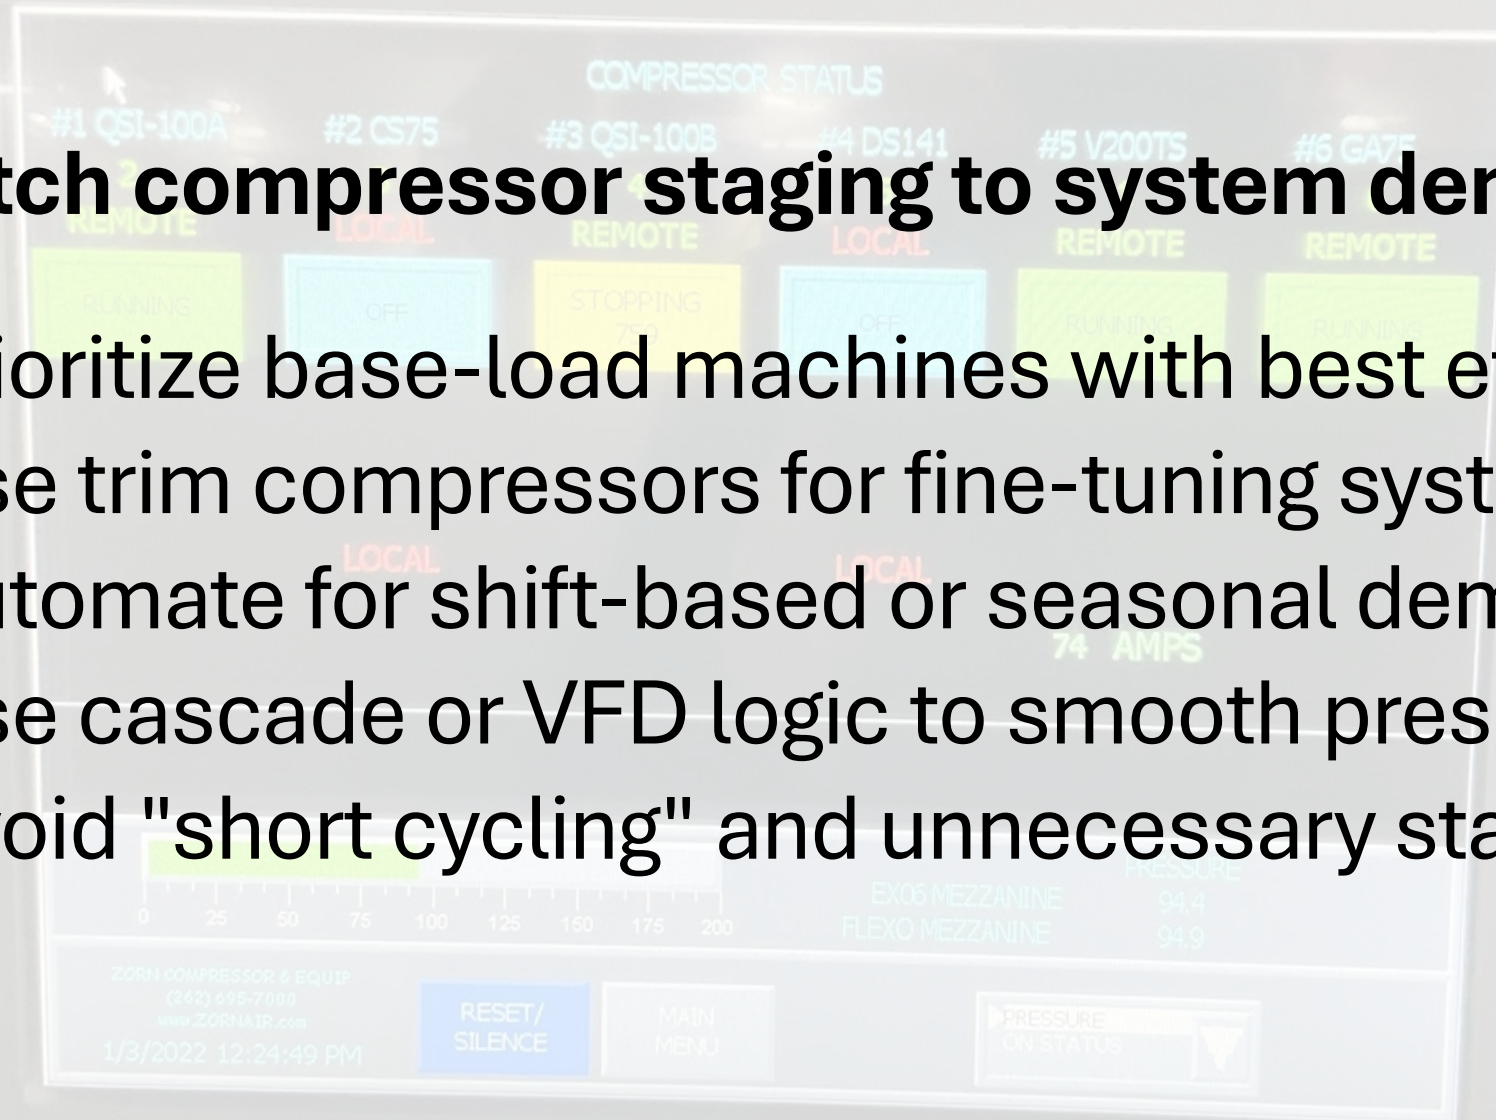 COMPRESSOR STATUS
#1 QSI-100A #2 CS75 #3 QSI-100B #4 DS141 #5 V200TS #6 GA75
tch compressor staging to system den
REMOTE LOCAL REMOTE LOCAL REMOTE REMOTE
RUNNING OFF STOPPING OFF RUNNING RUNNING
ioritize base-load machines with best ef
se trim compressors for fine-tuning syst
LOCAL LOCAL
utomate for shift-based or seasonal dem
74 AMPS
se cascade or VFD logic to smooth pres
void "short cycling" and unnecessary sta
PRESSURE
EX06 MEZZANINE 94.4
FLEXO MEZZANINE 94.9
0 25 50 75 100 125 150 175 200
ZORN COMPRESSOR & EQUIP
(262) 695-7000
www.ZORNAIR.com
1/3/2022 12:24:49 PM
RESET/
SILENCE
MAIN
MENU
PRESSURE
ON STATUS